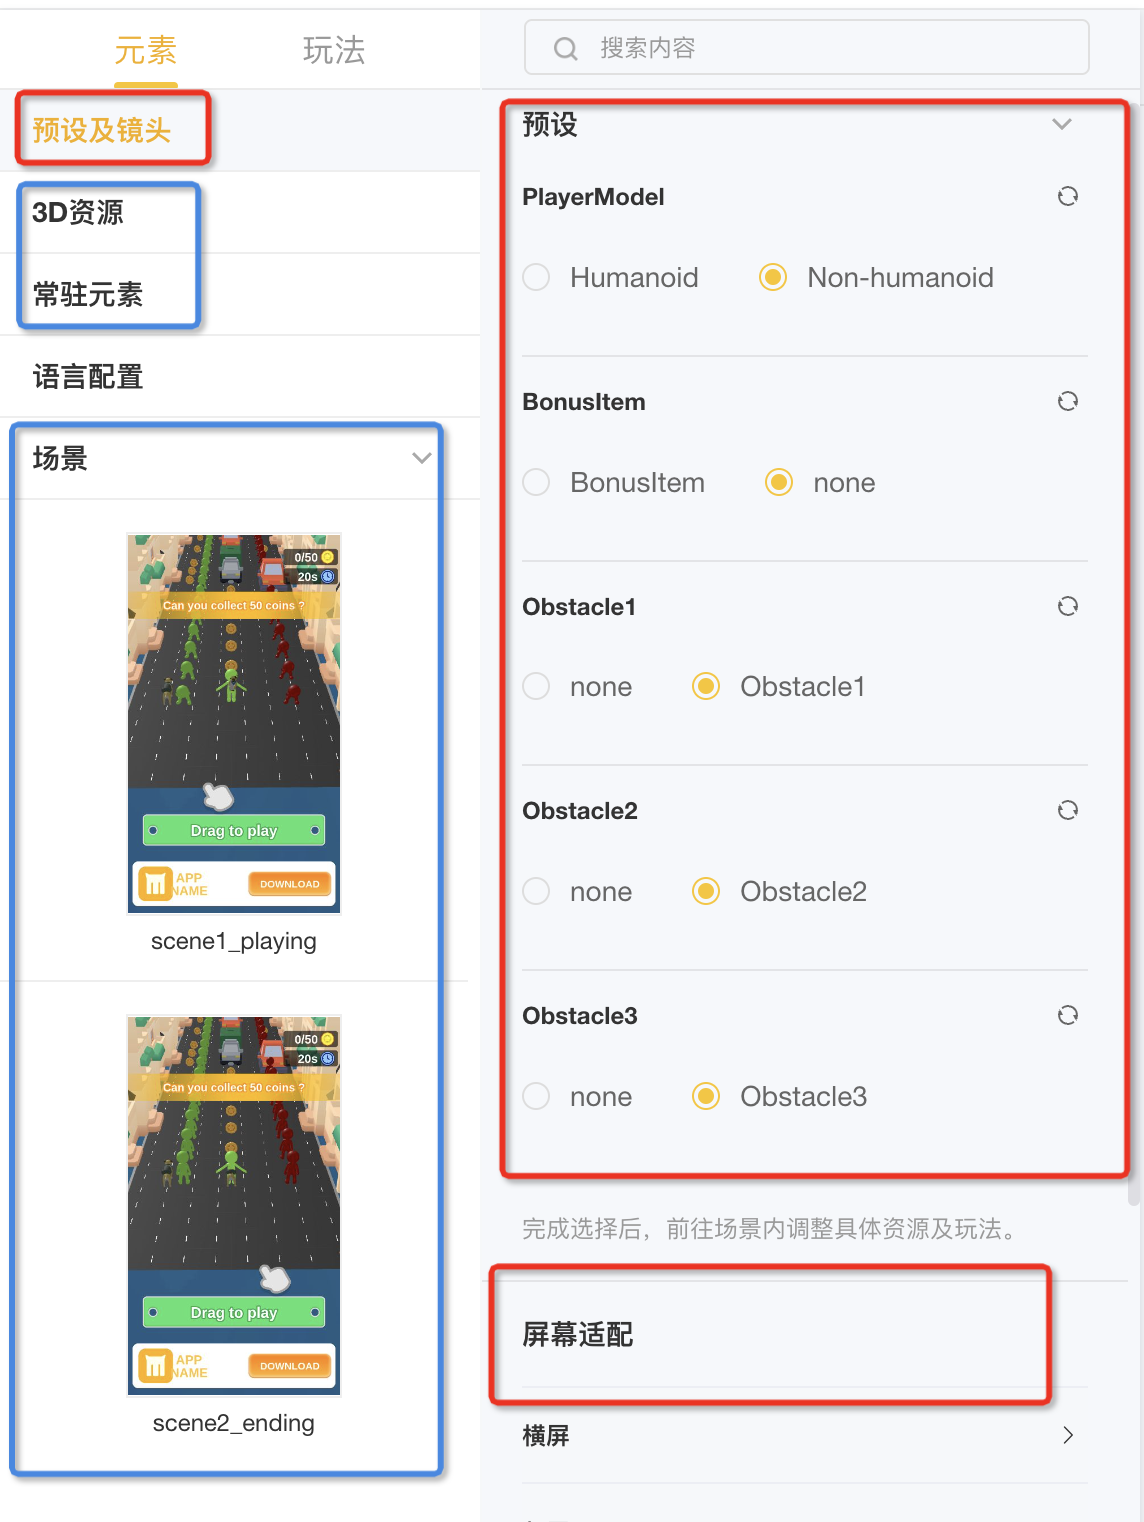 元素
玩法
搜索内容
预设及镜头
3D资源
常驻元素
语言配置
场景
0/50
20s
Can you collect 50 coins ?
Drag to play
APP
NAME
DOWNLOAD
scene1_playing
0/50
20s
Can you collect 50 coins ?
Drag to play
APP
NAME
DOWNLOAD
scene2_ending
预设
PlayerModel
Humanoid
Non-humanoid
BonusItem
BonusItem
none
Obstacle1
none
Obstacle1
Obstacle2
none
Obstacle2
Obstacle3
none
Obstacle3
完成选择后，前往场景内调整具体资源及玩法。
屏幕适配
横屏